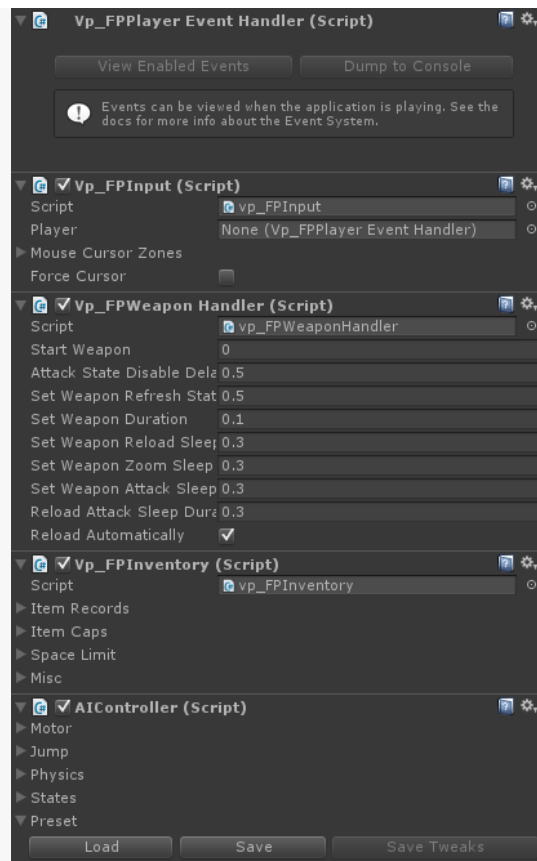 Vp_FPPlayer Event Handler (Script)
View Enabled Events Dump to Console
Events can be viewed when the application is playing. See the
docs for more info about the Event System.
Vp_FPInput (Script)
Script vp_FPInput
Player None (Vp_FPPlayer Event Handler)
Mouse Cursor Zones
Force Cursor
Vp_FPWeapon Handler (Script)
Script vp_FPWeaponHandler
Start Weapon 0
Attack State Disable Dela 0.5
Set Weapon Refresh Stat 0.5
Set Weapon Duration 0.1
Set Weapon Reload Sleep 0.3
Set Weapon Zoom Sleep 0.3
Set Weapon Attack Sleep 0.3
Reload Attack Sleep Dura 0.3
Reload Automatically
Vp_FPInventory (Script)
Script vp_FPInventory
Item Records
Item Caps
Space Limit
Misc
AIController (Script)
Motor
Jump
Physics
States
Preset
Load Save Save Tweaks